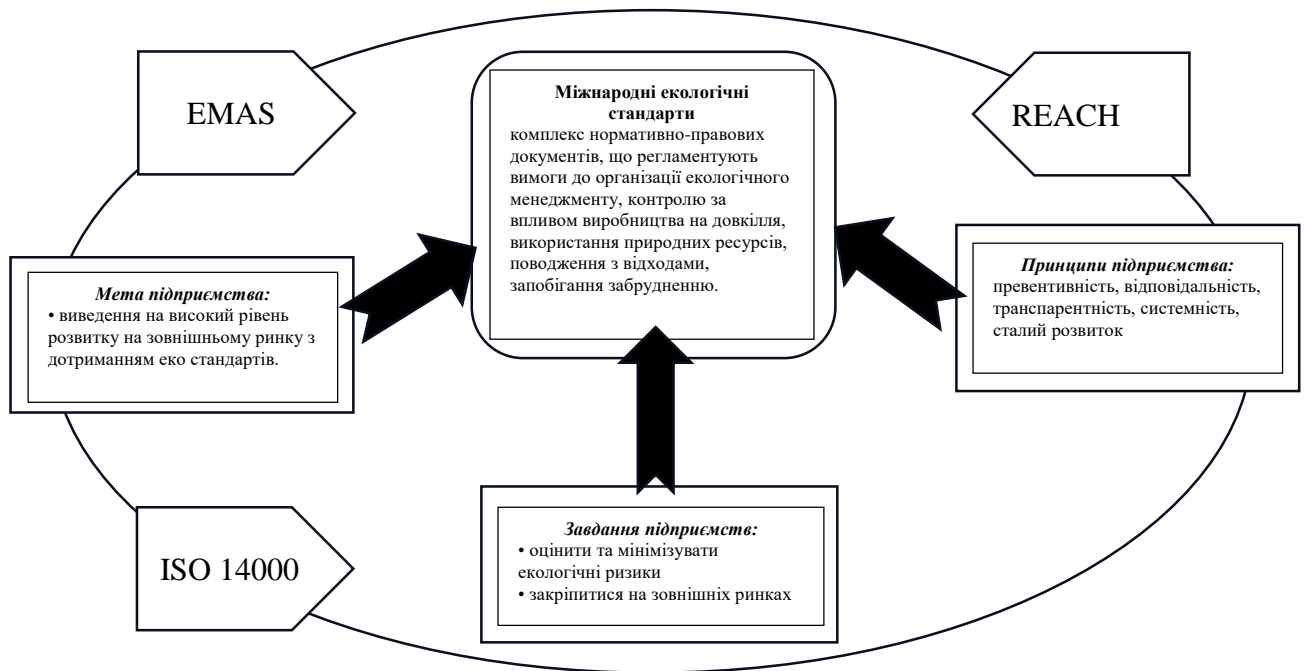 EMAS
Міжнародні екологічні
стандарти
комплекс нормативно-правових
документів, що регламентують
вимоги до організації екологічного
менеджменту, контролю за
впливом виробництва на довкілля,
використання природних ресурсів,
поводження з відходами,
запобігання забрудненню.
REACH
Мета підприємства:
• виведення на високий рівень
розвитку на зовнішньому ринку з
дотриманням еко стандартів.
Принципи підприємства:
превентивність, відповідальність,
транспарентність, системність,
сталий розвиток
ISO 14000
Завдання підприємств:
• оцінити та мінімізувати
екологічні ризики
• закріпитися на зовнішніх ринках